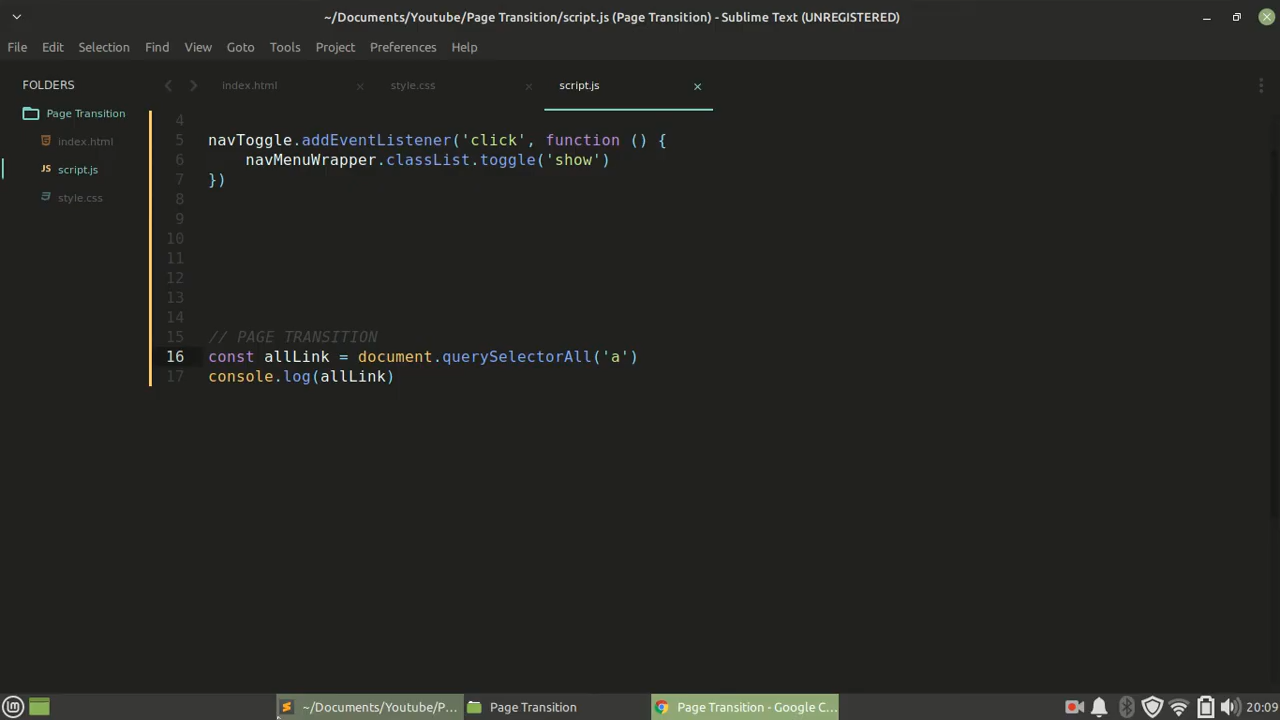 ~/Documents/Youtube/Page Transition/script.js (Page Transition) - Sublime Text (UNREGISTERED)
File Edit Selection Find View Goto Tools Project Preferences Help
FOLDERS
Page Transition
index.html
JS script.js
style.css
index.html style.css script.js
4
5 navToggle.addEventListener('click', function () {
6 navMenuWrapper.classList.toggle('show')
7 })
8
9
10
11
12
13
14
15 // PAGE TRANSITION
16 const allLink = document.querySelectorAll('a')
17 console.log(allLink)
~/Documents/Youtube/P... Page Transition Page Transition - Google C... 20:09